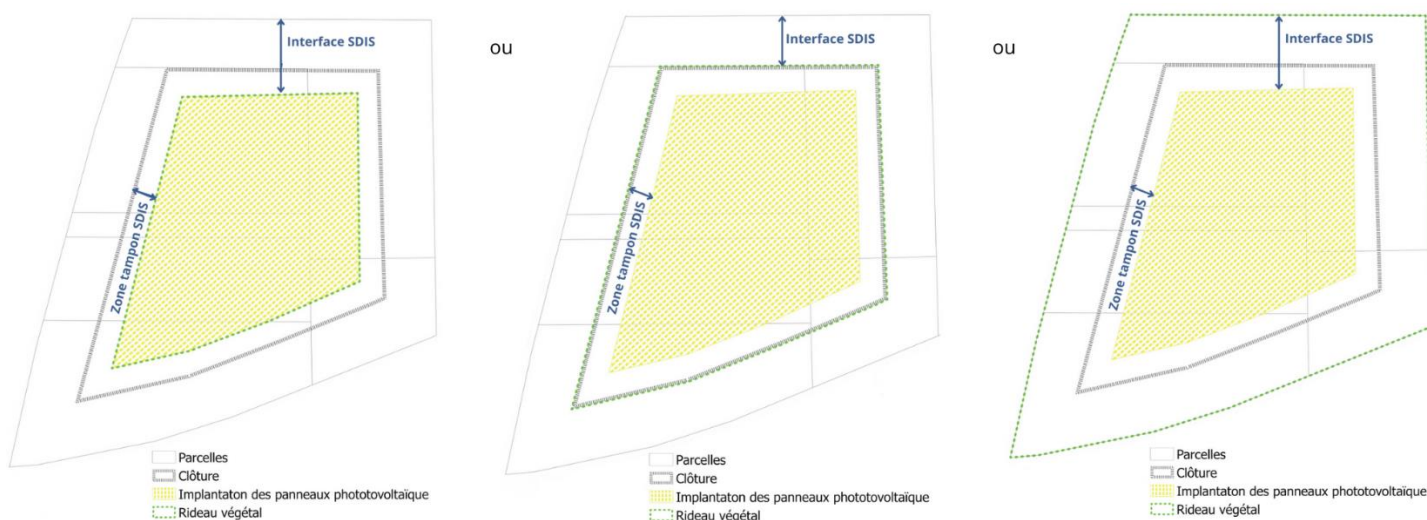 Interface SDIS
Zone tampon SDIS
Parcelles
Clôture
Implantaton des panneaux phototovoltaïque
Rideau végétal
ou
Interface SDIS
Zone tampon SDIS
Parcelles
Clôture
Implantaton des panneaux phototovoltaïque
Rideau végétal
ou
Interface SDIS
Zone tampon SDIS
Parcelles
Clôture
Implantaton des panneaux phototovoltaïque
Rideau végétal